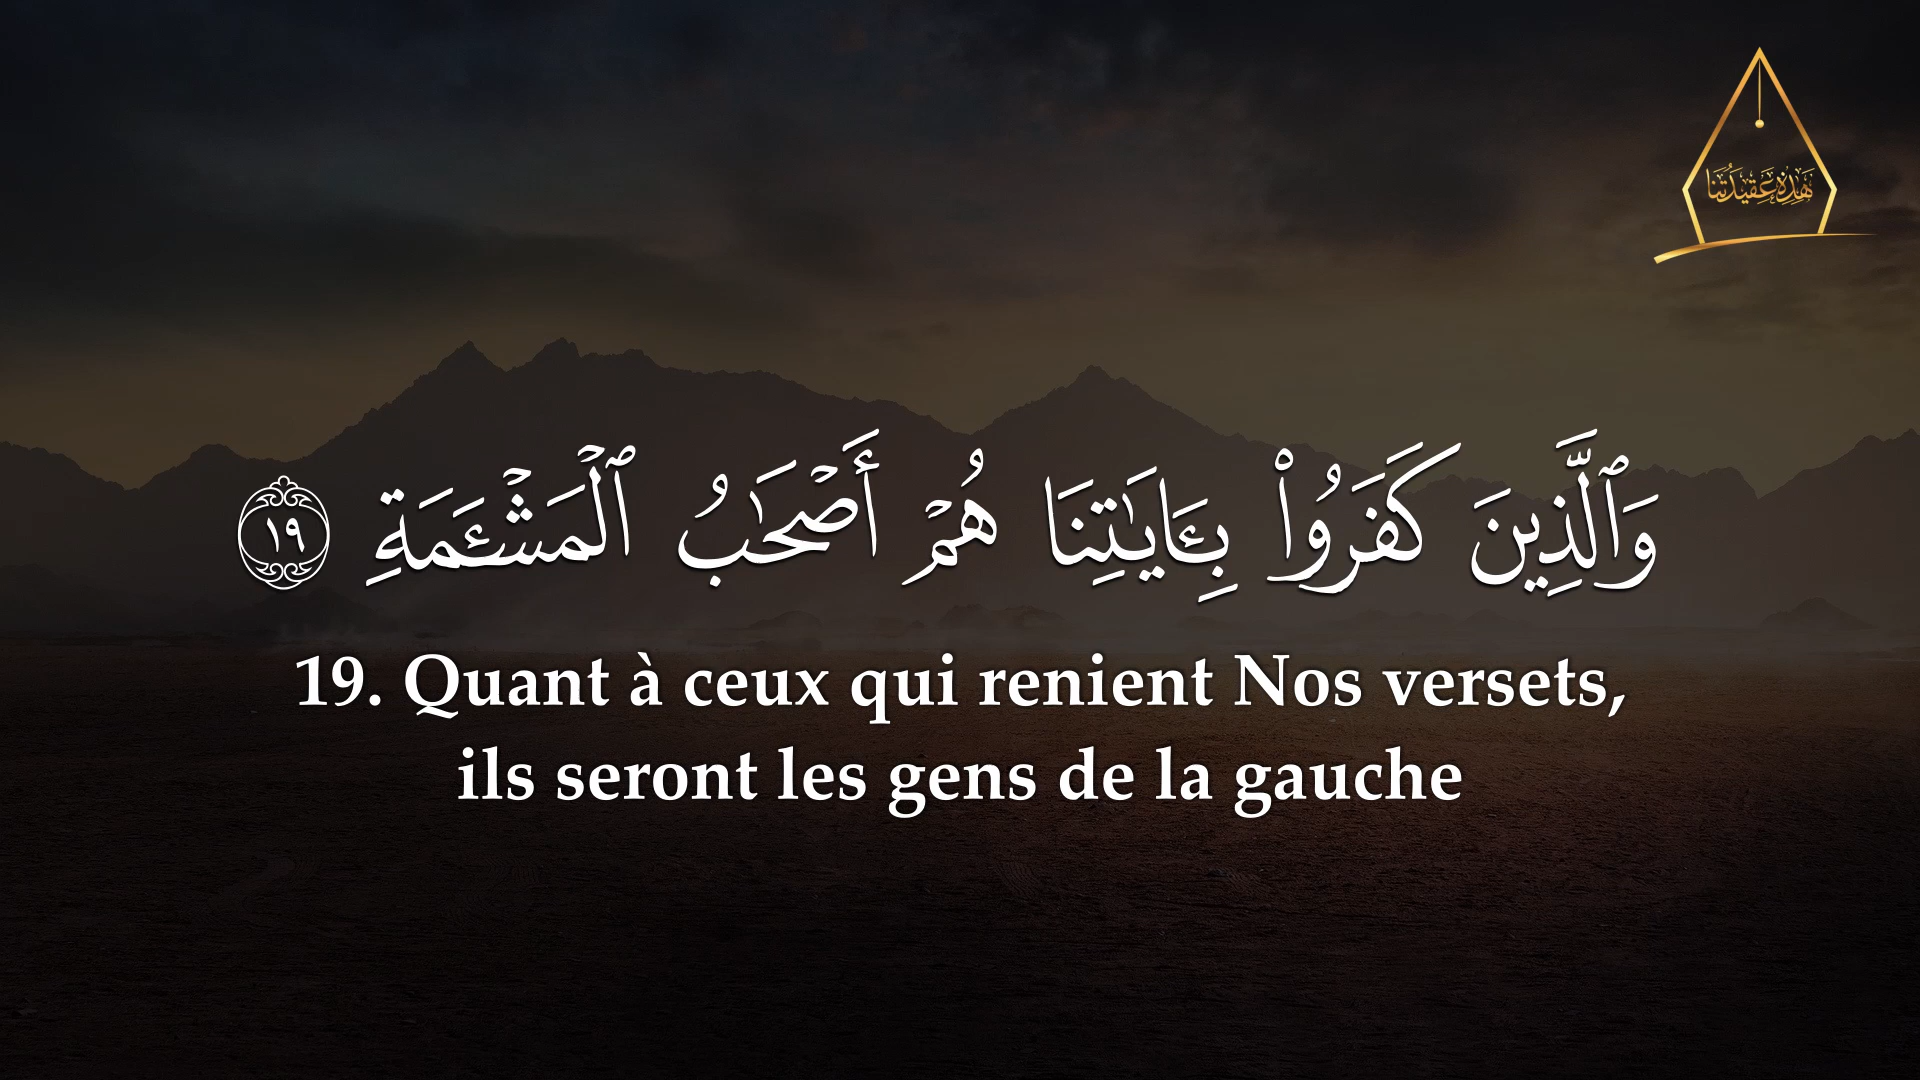 هَذِهِ عَقِيدَتُنَا
وَٱلَّذِينَ كَفَرُوا۟ بِـَٔايَـٰتِنَا هُمْ أَصْحَـٰبُ ٱلْمَشْـَٔمَةِ ١٩
19. Quant à ceux qui renient Nos versets,
ils seront les gens de la gauche